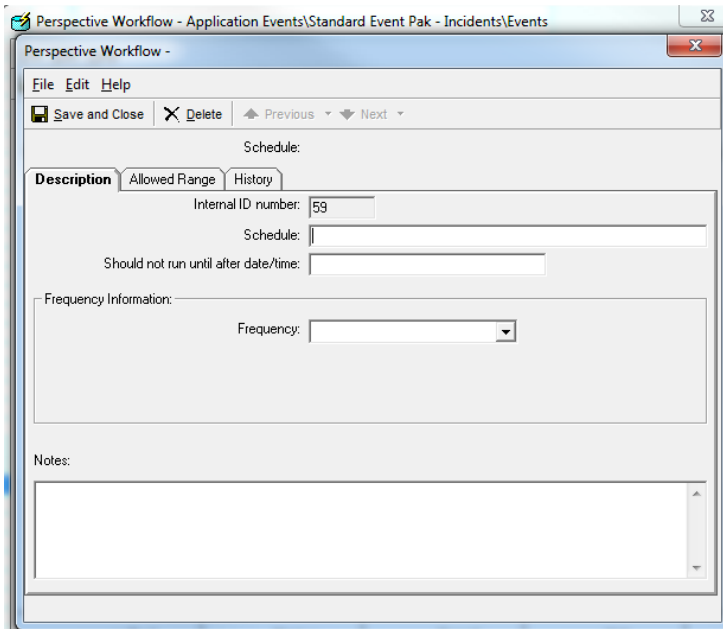 Perspective Workflow - Application Events\Standard Event Pak - Incidents\Events
Perspective Workflow -
File Edit Help
Save and Close Delete Previous Next
Schedule:
Description Allowed Range History
Internal ID number: 59
Schedule:
Should not run until after date/time:
Frequency Information:
Frequency:
Notes: